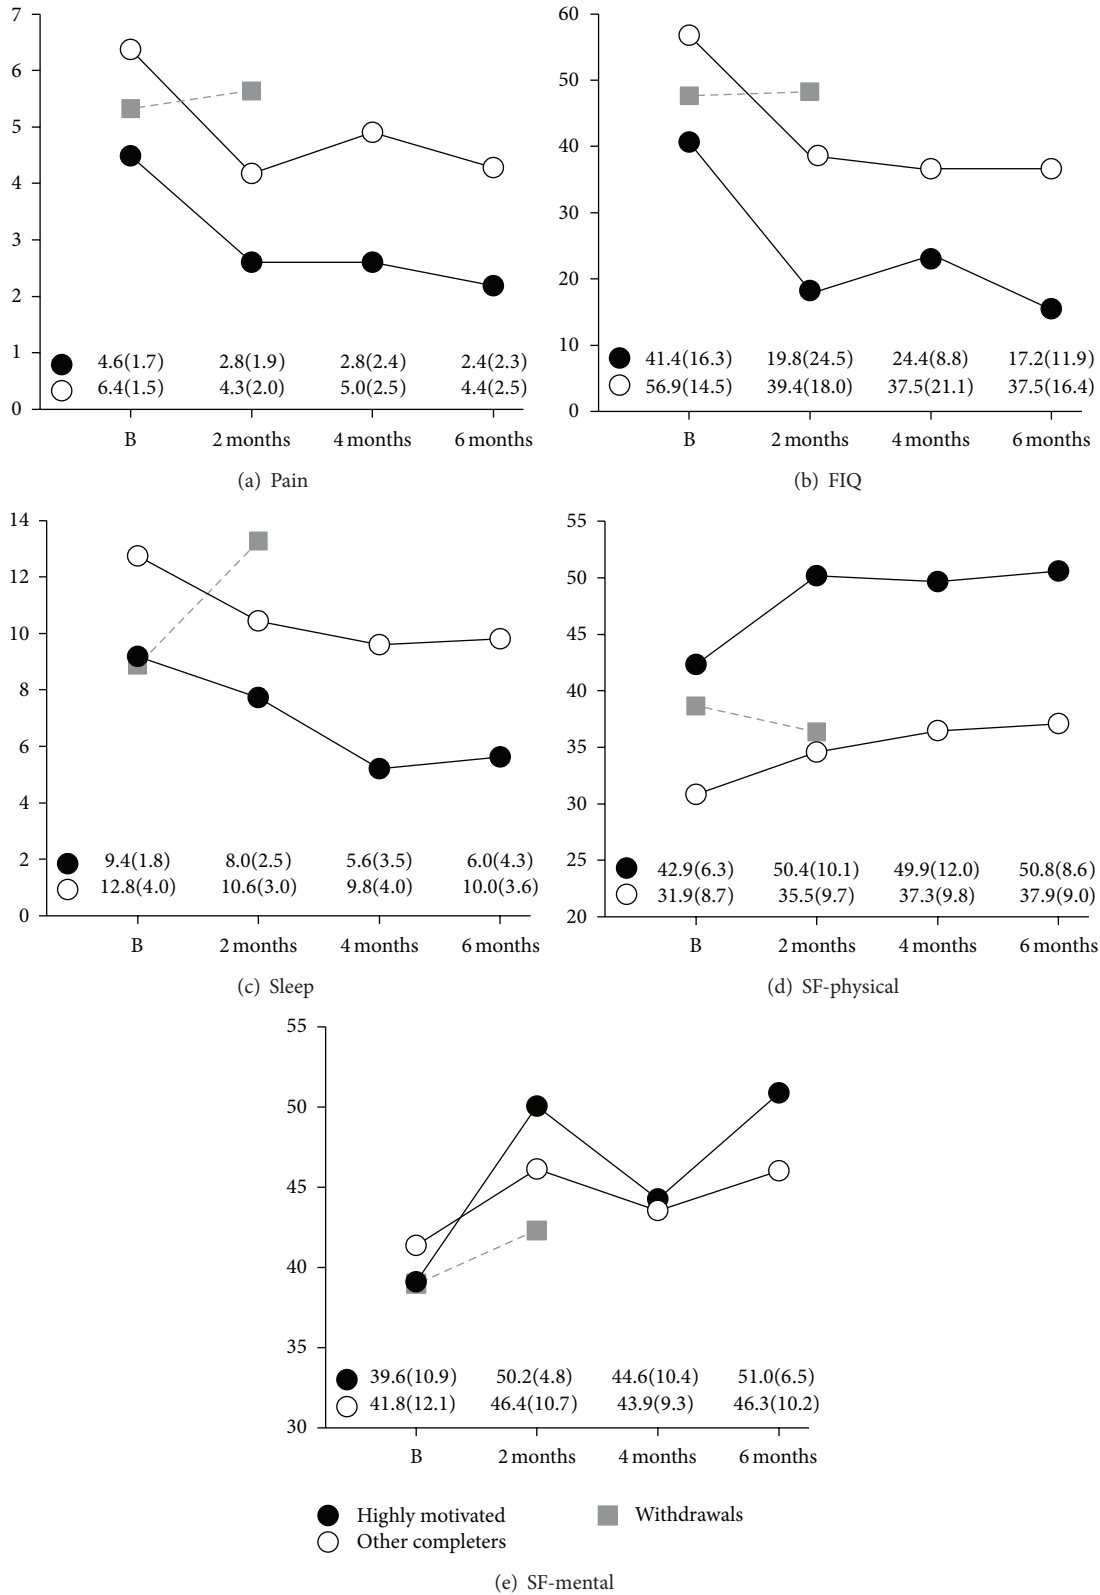 7
6
5
4
3
2
1
0
4.6(1.7) 2.8(1.9) 2.8(2.4) 2.4(2.3)
6.4(1.5) 4.3(2.0) 5.0(2.5) 4.4(2.5)
B 2 months 4 months 6 months
(a) Pain
60
50
40
30
20
10
0
41.4(16.3) 19.8(24.5) 24.4(8.8) 17.2(11.9)
56.9(14.5) 39.4(18.0) 37.5(21.1) 37.5(16.4)
B 2 months 4 months 6 months
(b) FIQ
14
12
10
8
6
4
2
0
9.4(1.8) 8.0(2.5) 5.6(3.5) 6.0(4.3)
12.8(4.0) 10.6(3.0) 9.8(4.0) 10.0(3.6)
B 2 months 4 months 6 months
(c) Sleep
55
50
45
40
35
30
25
20
42.9(6.3) 50.4(10.1) 49.9(12.0) 50.8(8.6)
31.9(8.7) 35.5(9.7) 37.3(9.8) 37.9(9.0)
B 2 months 4 months 6 months
(d) SF-physical
55
50
45
40
35
30
39.6(10.9) 50.2(4.8) 44.6(10.4) 51.0(6.5)
41.8(12.1) 46.4(10.7) 43.9(9.3) 46.3(10.2)
B 2 months 4 months 6 months
Highly motivated Withdrawals
Other completers
(e) SF-mental